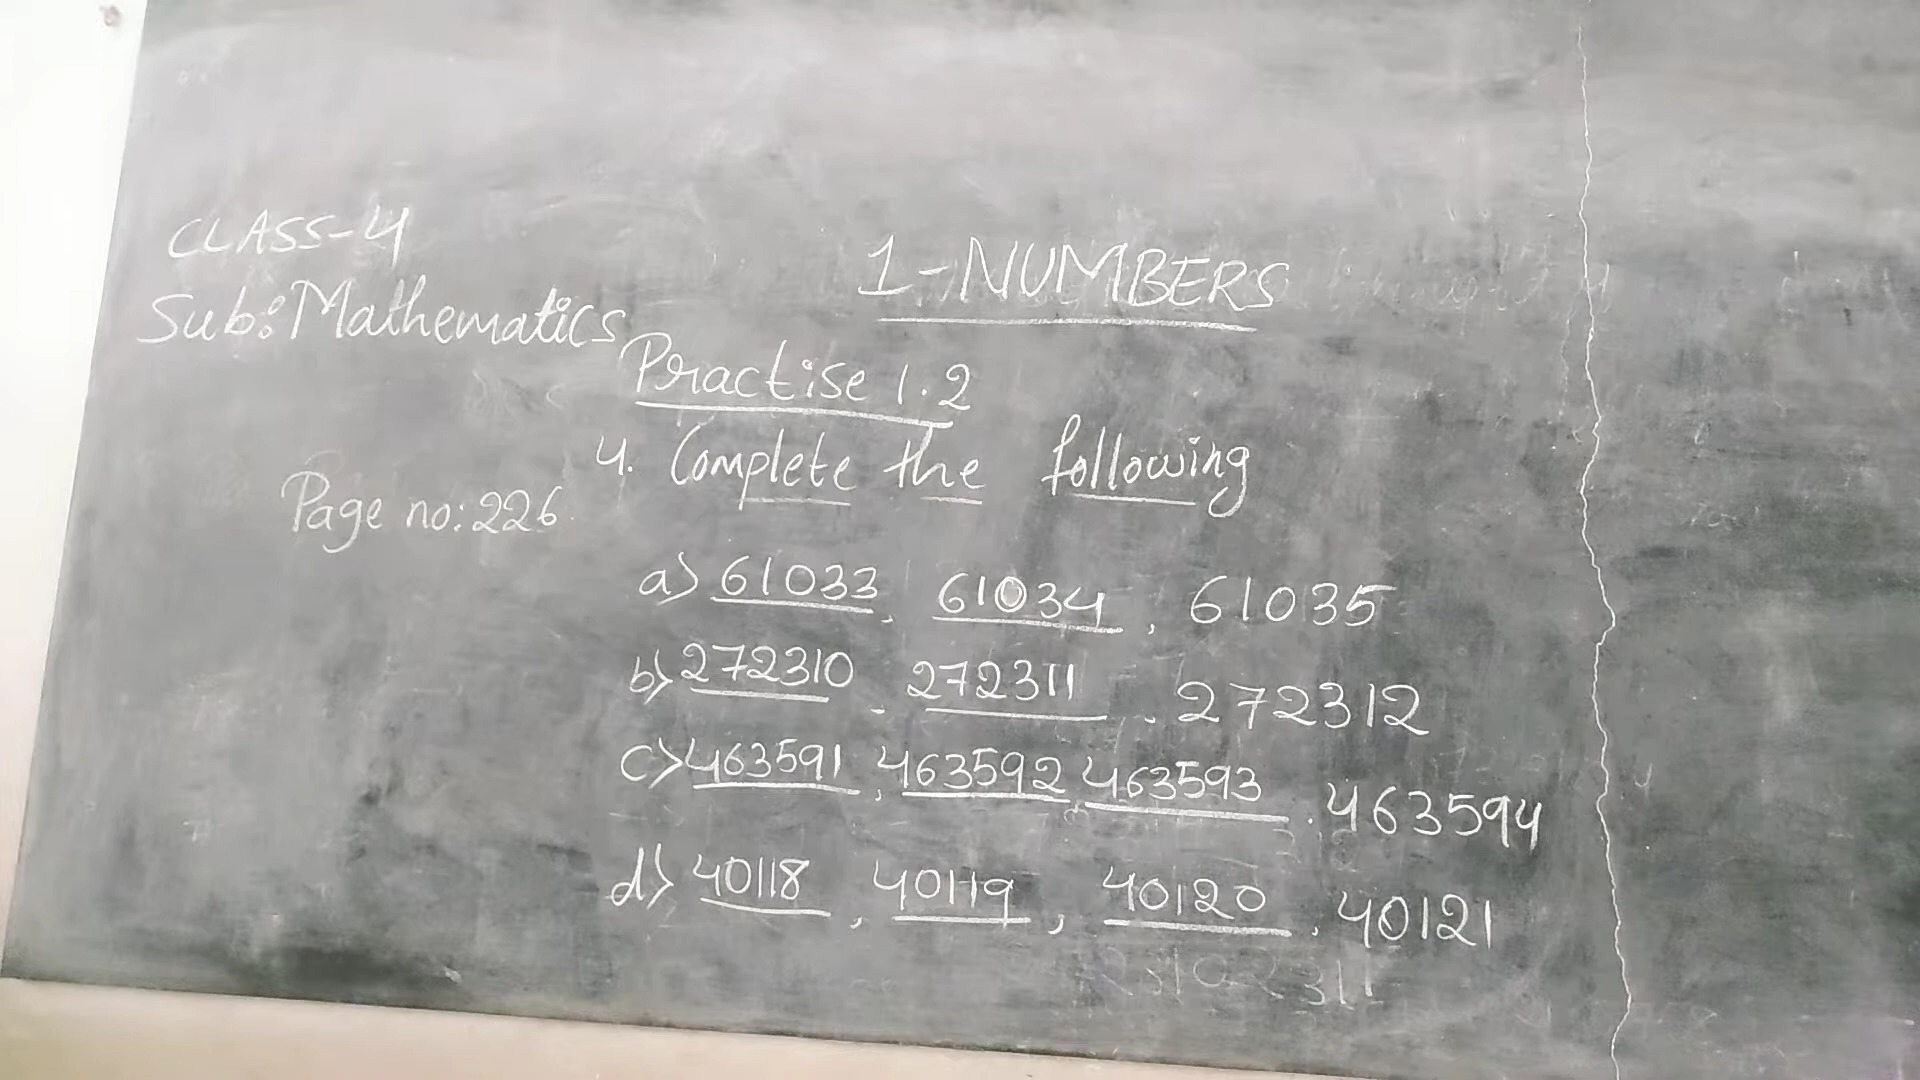 CLASS-4
Sub: Mathematics
1-NUMBERS
Practise 1.2
Page no: 226
4. Complete the following
a) 61033, 61034, 61035
b) 272310, 272311, 272312
c) 463591, 463592, 463593, 463594
d) 40118, 40119, 40120, 40121